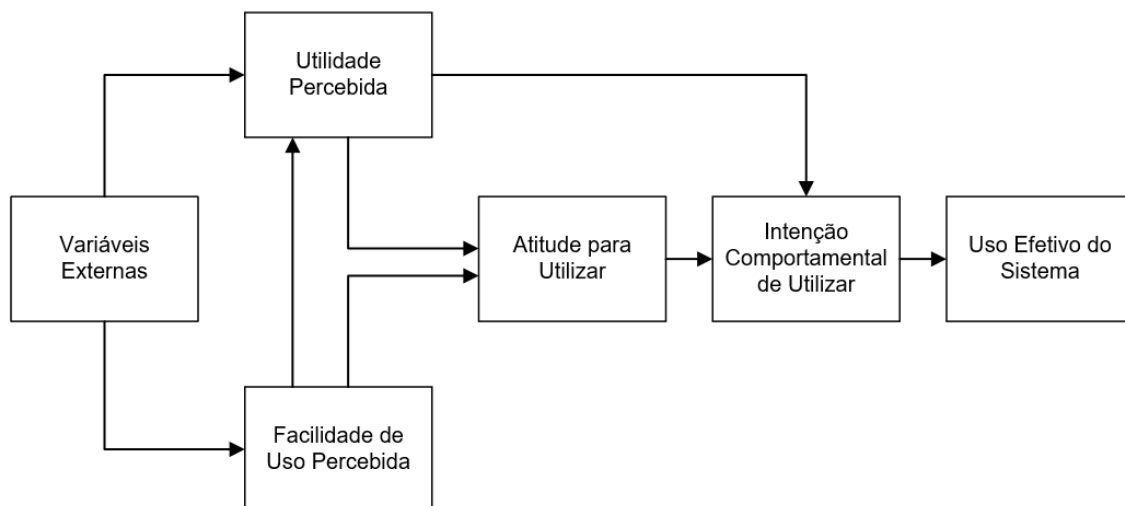 Utilidade
Percebida
Variáveis
Externas
Atitude para
Utilizar
Intenção
Comportamental
de Utilizar
Uso Efetivo do
Sistema
Facilidade de
Uso Percebida